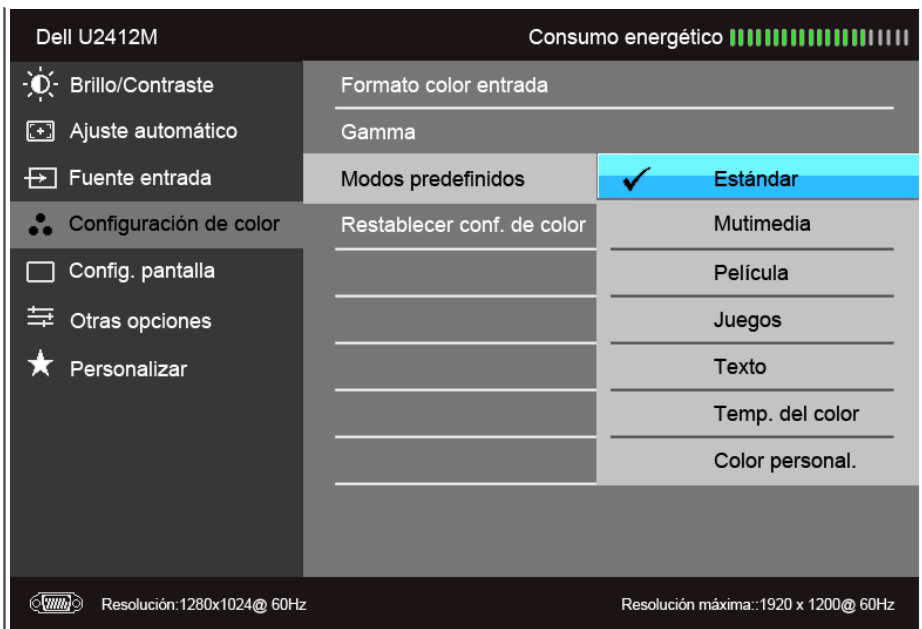 Dell U2412M
Consumo energético
Brillo/Contraste
Ajuste automático
Fuente entrada
Configuración de color
Config. pantalla
Otras opciones
Personalizar
Formato color entrada
Gamma
Modos predefinidos
Restablecer conf. de color
Estándar
Mutimedia
Película
Juegos
Texto
Temp. del color
Color personal.
Resolución:1280x1024@ 60Hz
Resolución máxima::1920 x 1200@ 60Hz